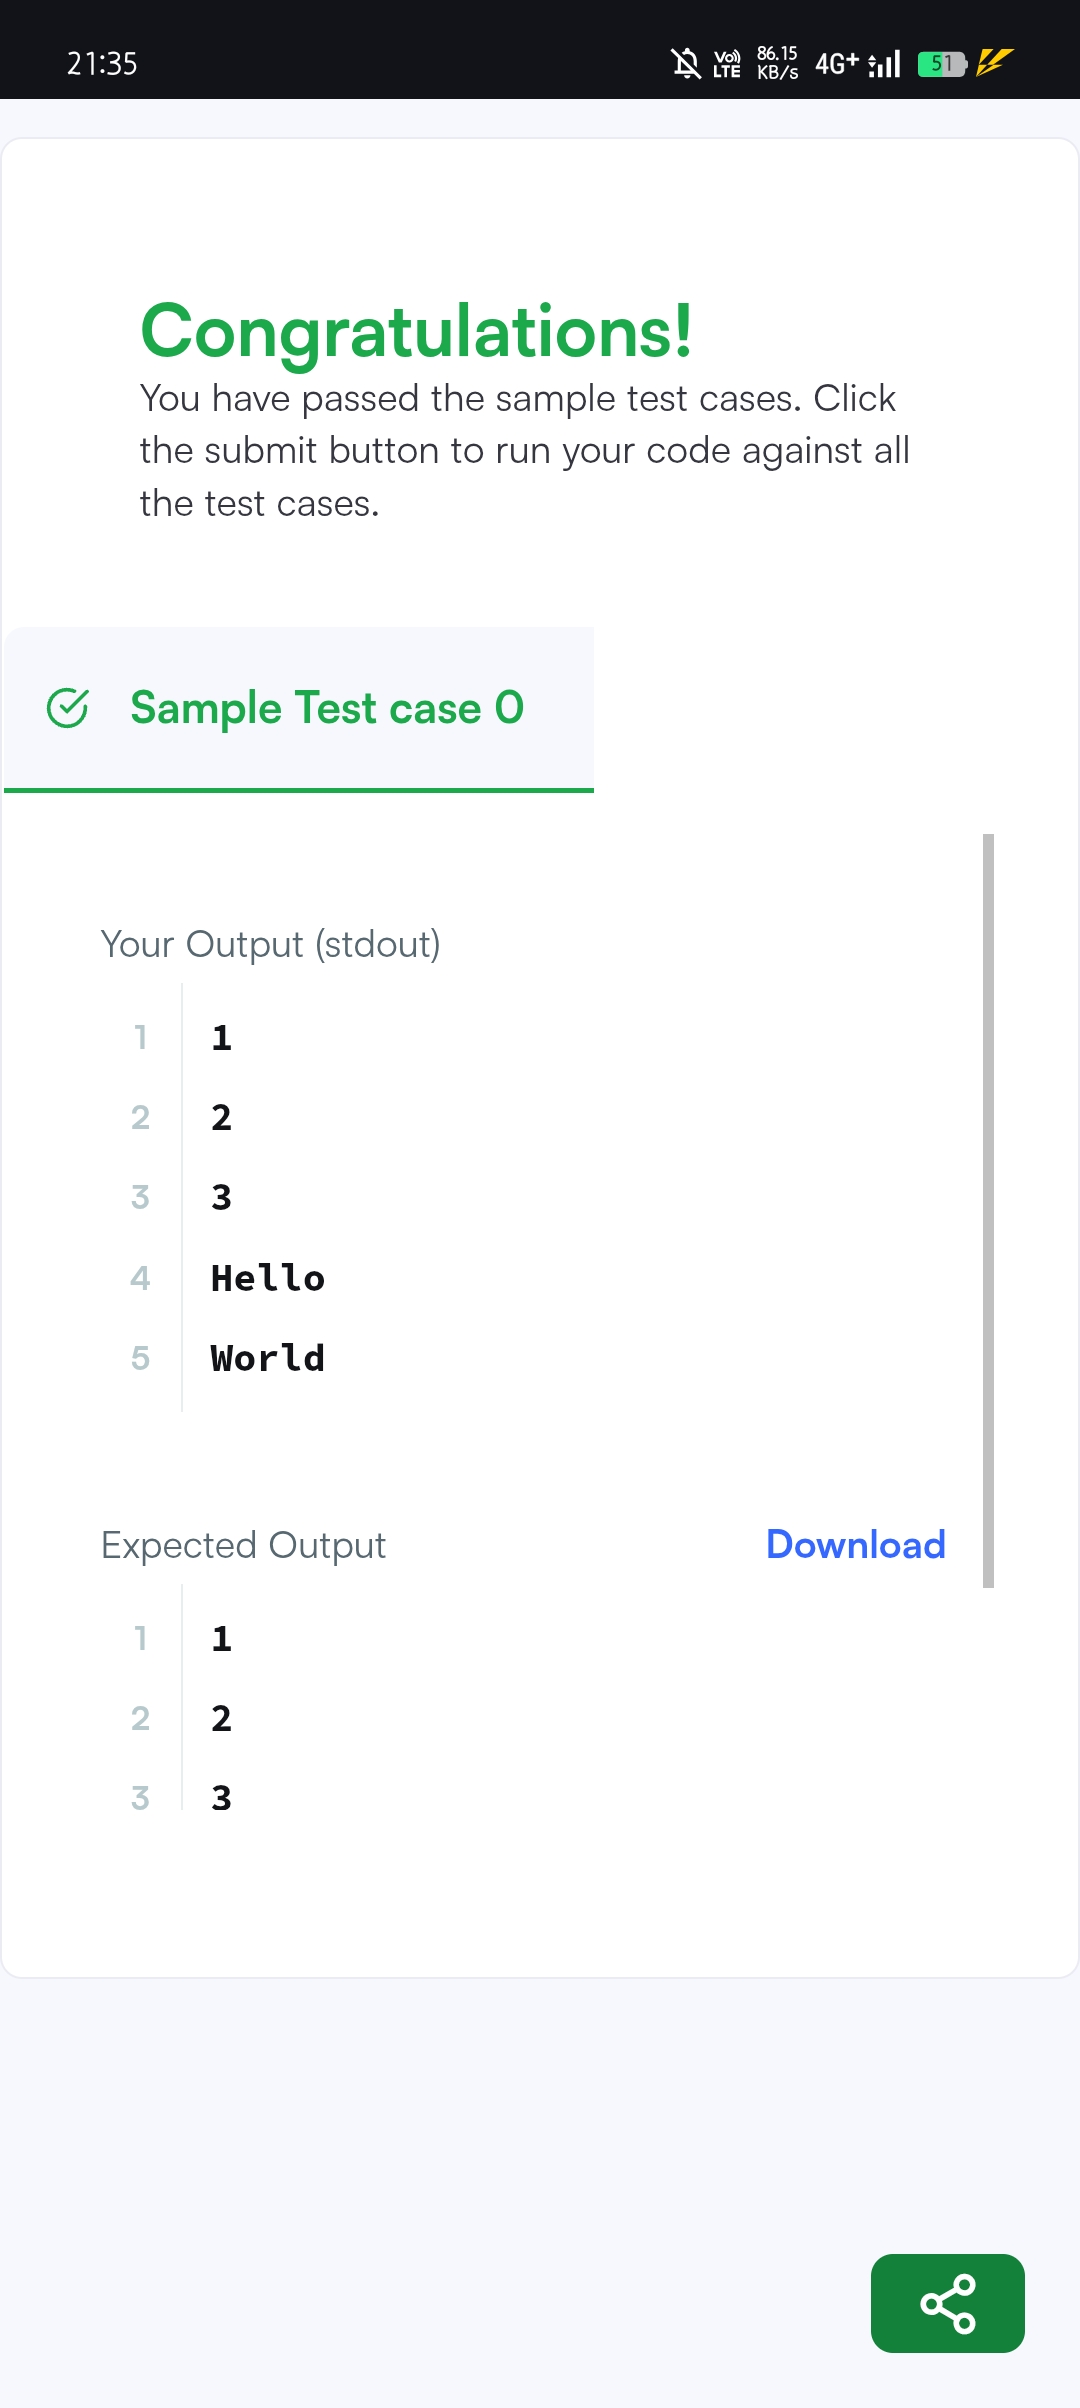 21:35 Vo)) LTE 86.15 KB/s 4G+ 51
Congratulations!
You have passed the sample test cases. Click
the submit button to run your code against all
the test cases.
Sample Test case 0
Your Output (stdout)
1 1
2 2
3 3
4 Hello
5 World
Expected Output Download
1 1
2 2
3 3